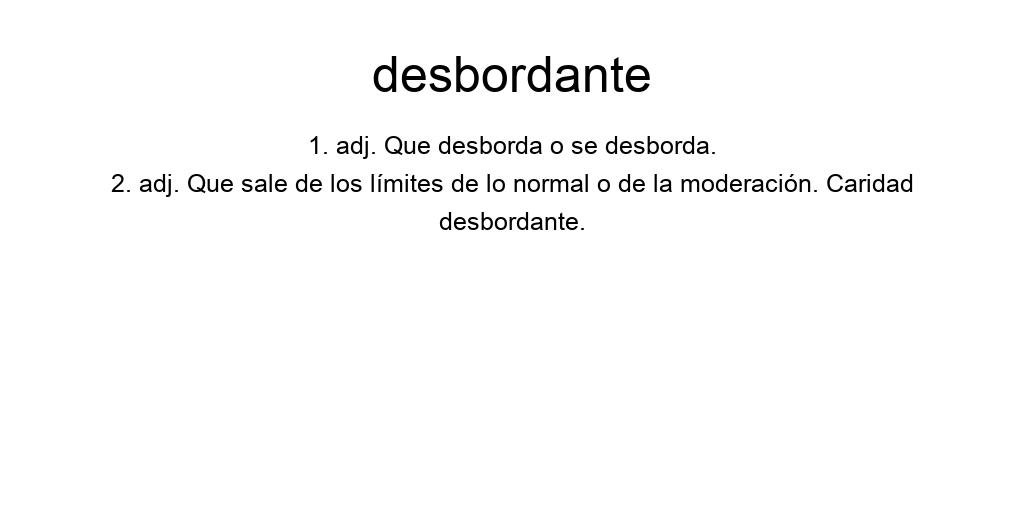 desbordante
1. adj. Que desborda o se desborda.
2. adj. Que sale de los límites de lo normal o de la moderación. Caridad
desbordante.